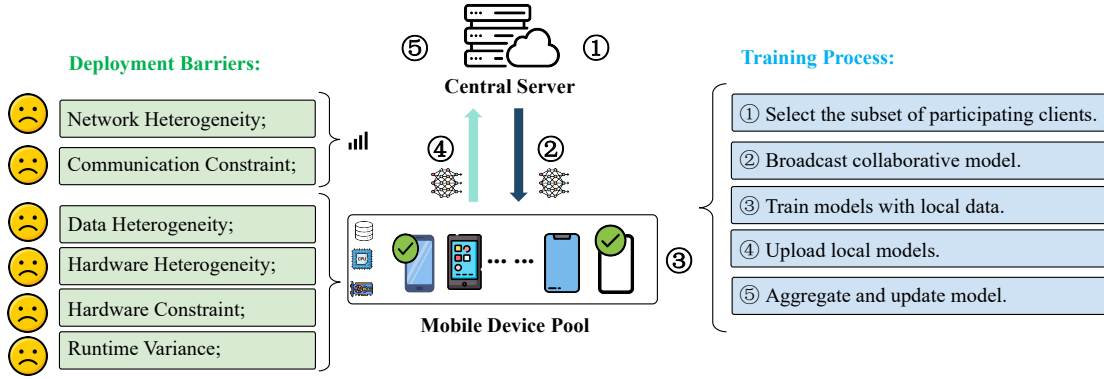 Deployment Barriers:
Network Heterogeneity;
Communication Constraint;
Data Heterogeneity;
Hardware Heterogeneity;
Hardware Constraint;
Runtime Variance;
⑤
①
Central Server
④
②
CPU
③
Mobile Device Pool
Training Process:
① Select the subset of participating clients.
② Broadcast collaborative model.
③ Train models with local data.
④ Upload local models.
⑤ Aggregate and update model.